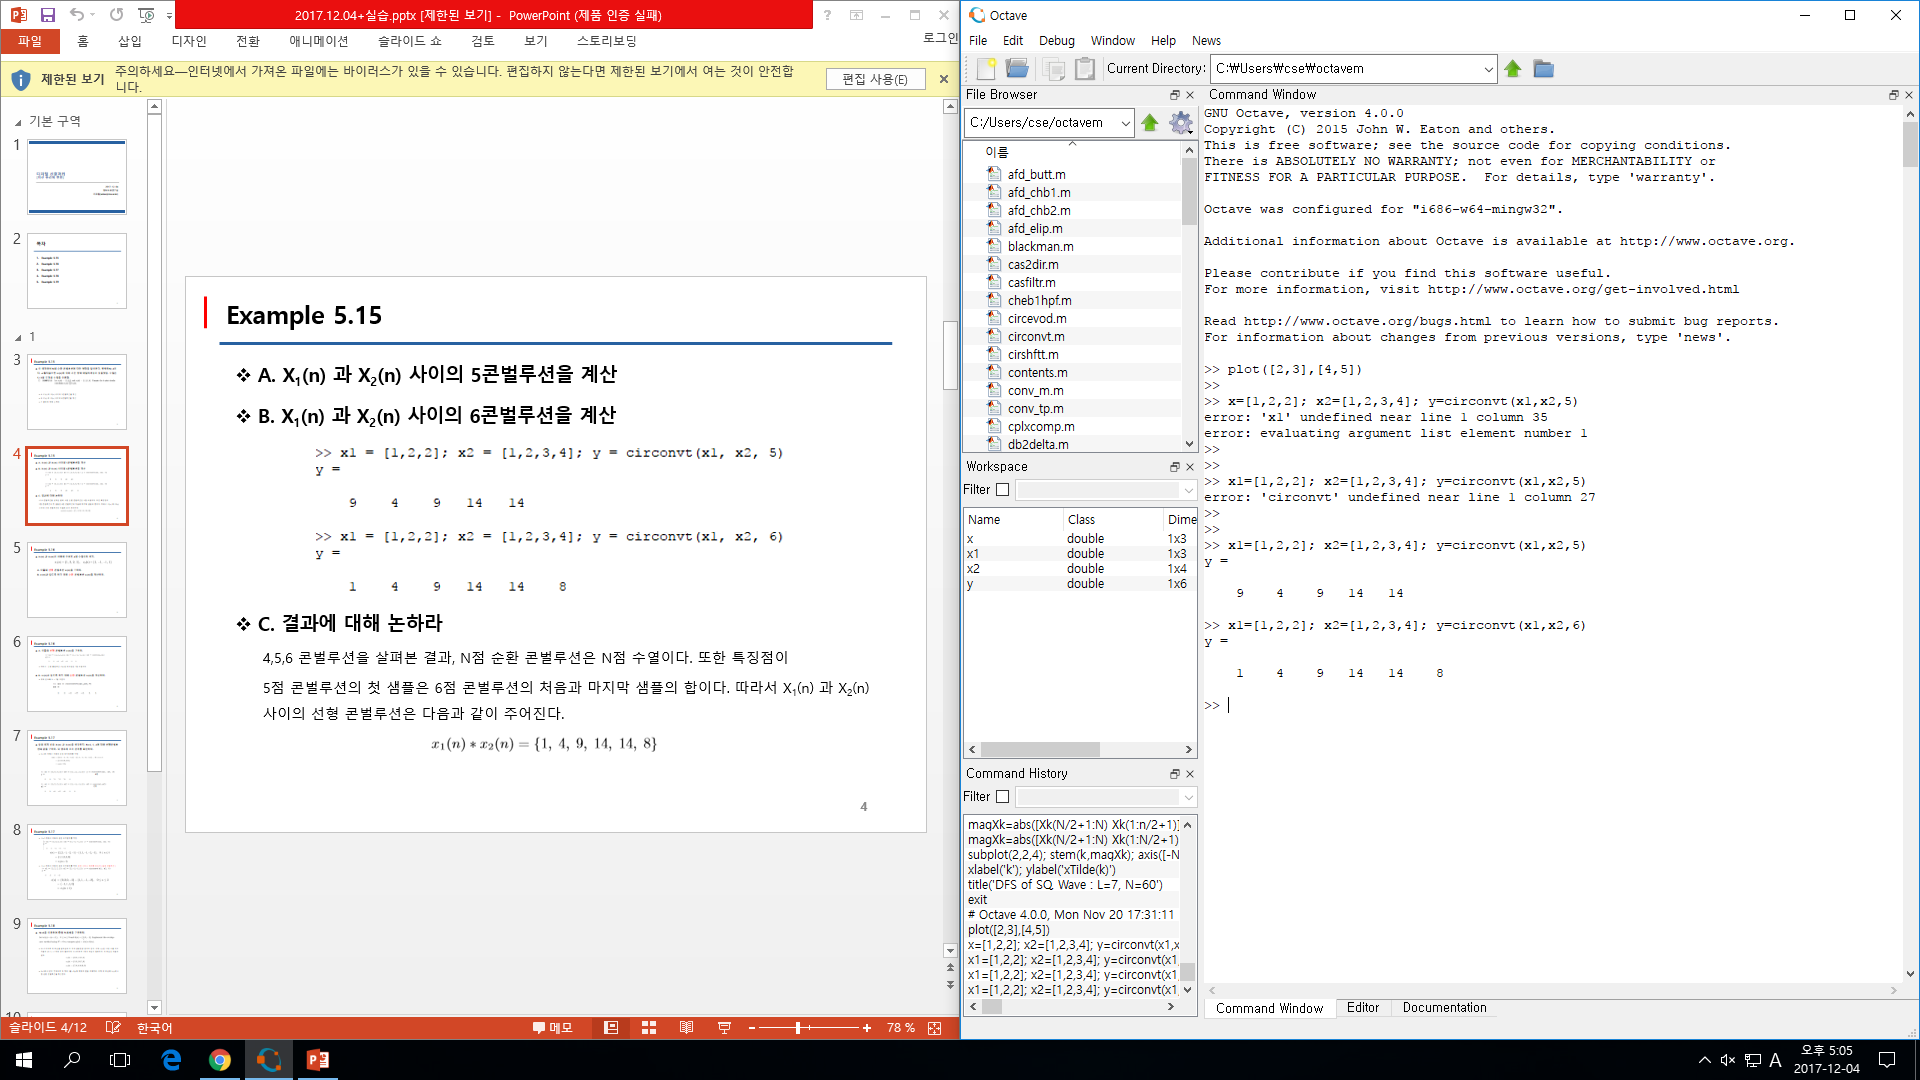 2017.12.04+실습.pptx [제한된 보기] - PowerPoint (제품 인증 실패)
파일 홈 삽입 디자인 전환 애니메이션 슬라이드 쇼 검토 보기 스토리보딩 로그인
제한된 보기 주의하세요—인터넷에서 가져온 파일에는 바이러스가 있을 수 있습니다. 편집하지 않는다면 제한된 보기에서 여는 것이 안전합니다. 편집 사용(E)
기본 구역
1
2
1
3
4
5
6
7
8
9
Example 5.15
❖ A. X1(n) 과 X2(n) 사이의 5콘벌루션을 계산
❖ B. X1(n) 과 X2(n) 사이의 6콘벌루션을 계산
>> x1 = [1,2,2]; x2 = [1,2,3,4]; y = circonvt(x1, x2, 5)
y =
9 4 9 14 14
>> x1 = [1,2,2]; x2 = [1,2,3,4]; y = circonvt(x1, x2, 6)
y =
1 4 9 14 14 8
❖ C. 결과에 대해 논하라
4,5,6 콘벌루션을 살펴본 결과, N점 순환 콘벌루션은 N점 수열이다. 또한 특징점이
5점 콘벌루션의 첫 샘플은 6점 콘벌루션의 처음과 마지막 샘플의 합이다. 따라서 X1(n) 과 X2(n)
사이의 선형 콘벌루션은 다음과 같이 주어진다.
x1(n) ∗ x2(n) = {1, 4, 9, 14, 14, 8}
4
슬라이드 4/12 한국어 메모 78 %
Octave
File Edit Debug Window Help News
Current Directory: C:₩Users₩cse₩octavem
File Browser
C:/Users/cse/octavem
이름
afd_butt.m
afd_chb1.m
afd_chb2.m
afd_elip.m
blackman.m
cas2dir.m
casfiltr.m
cheb1hpf.m
circevod.m
circonvt.m
cirshftt.m
contents.m
conv_m.m
conv_tp.m
cplxcomp.m
db2delta.m
Workspace
Filter
Name Class Dime
x double 1x3
x1 double 1x3
x2 double 1x4
y double 1x6
Command History
Filter
magXk=abs([Xk(N/2+1:N) Xk(1:n/2+1)]
magXk=abs([Xk(N/2+1:N) Xk(1:N/2+1)
subplot(2,2,4); stem(k,magXk); axis([-N
xlabel('k'); ylabel('xTilde(k)')
title('DFS of SQ. Wave : L=7, N=60')
exit
# Octave 4.0.0, Mon Nov 20 17:31:11
plot([2,3],[4,5])
x=[1,2,2]; x2=[1,2,3,4]; y=circonvt(x1,x
x1=[1,2,2]; x2=[1,2,3,4]; y=circonvt(x1,
x1=[1,2,2]; x2=[1,2,3,4]; y=circonvt(x1,
x1=[1,2,2]; x2=[1,2,3,4]; y=circonvt(x1,
Command Window
GNU Octave, version 4.0.0
Copyright (C) 2015 John W. Eaton and others.
This is free software; see the source code for copying conditions.
There is ABSOLUTELY NO WARRANTY; not even for MERCHANTABILITY or
FITNESS FOR A PARTICULAR PURPOSE. For details, type 'warranty'.
Octave was configured for "i686-w64-mingw32".
Additional information about Octave is available at http://www.octave.org.
Please contribute if you find this software useful.
For more information, visit http://www.octave.org/get-involved.html
Read http://www.octave.org/bugs.html to learn how to submit bug reports.
For information about changes from previous versions, type 'news'.
>> plot([2,3],[4,5])
>>
>> x=[1,2,2]; x2=[1,2,3,4]; y=circonvt(x1,x2,5)
error: 'x1' undefined near line 1 column 35
error: evaluating argument list element number 1
>>
>>
>> x1=[1,2,2]; x2=[1,2,3,4]; y=circonvt(x1,x2,5)
error: 'circonvt' undefined near line 1 column 27
>>
>>
>> x1=[1,2,2]; x2=[1,2,3,4]; y=circonvt(x1,x2,5)
y =
9 4 9 14 14
>> x1=[1,2,2]; x2=[1,2,3,4]; y=circonvt(x1,x2,6)
y =
1 4 9 14 14 8
>>
Command Window Editor Documentation
A 오후 5:05
2017-12-04